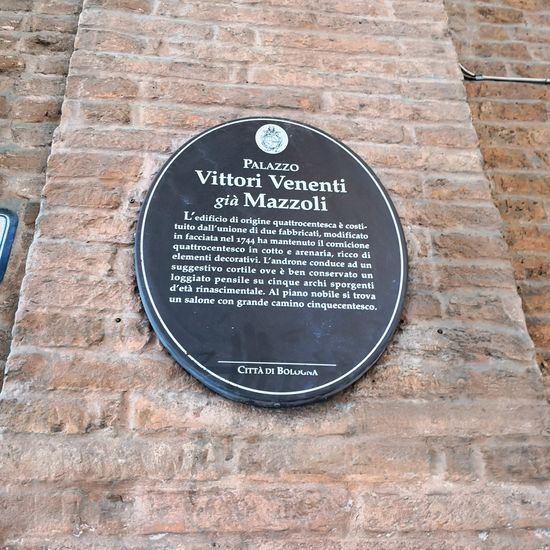 PALAZZO
Vittori Venenti
già Mazzoli
L'edificio di origine quattrocentesca è costi-
tuito dall'unione di due fabbricati, modificato
in facciata nel 1744 ha mantenuto il cornicione
quattrocentesco in cotto e arenaria, ricco di
elementi decorativi. L'androne conduce ad un
suggestivo cortile ove è ben conservato un
loggiato pensile su cinque archi sporgenti
d'età rinascimentale. Al piano nobile si trova
un salone con grande camino cinquecentesco.
CITTÀ DI BOLOGNA